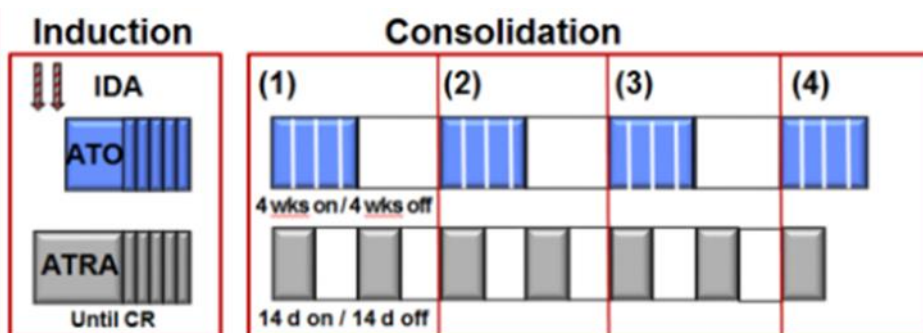 Induction
Consolidation
IDA
ATO
ATRA
Until CR
(1)
(2)
(3)
(4)
4 wks on / 4 wks off
14 d on / 14 d off